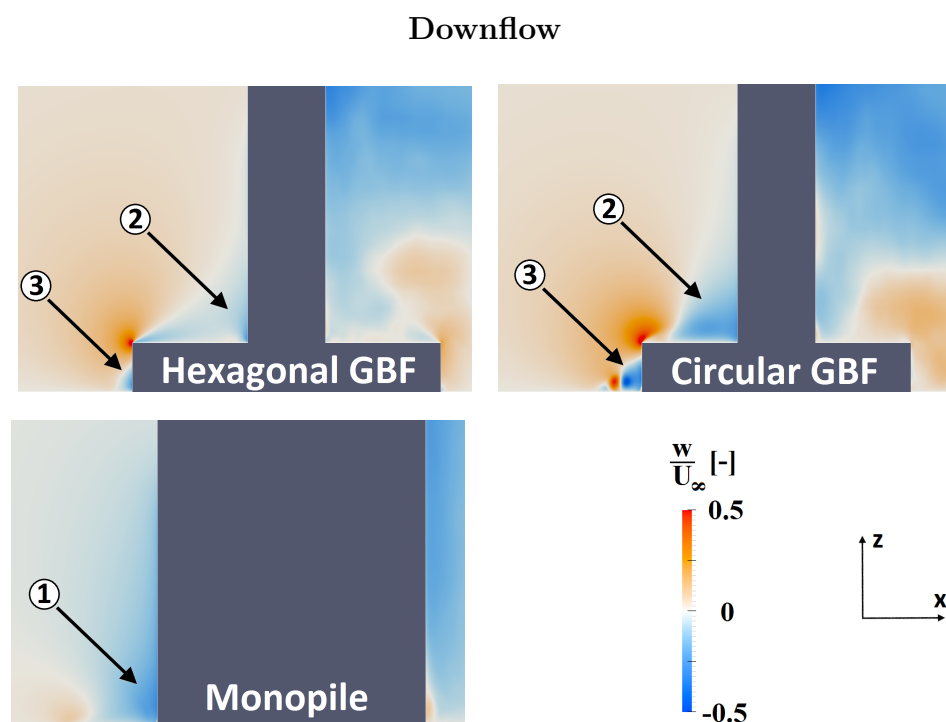 Downflow
2
3
Hexagonal GBF
2
3
Circular GBF
1
Monopile
w
U∞ [-]
0.5
0
-0.5
z
x